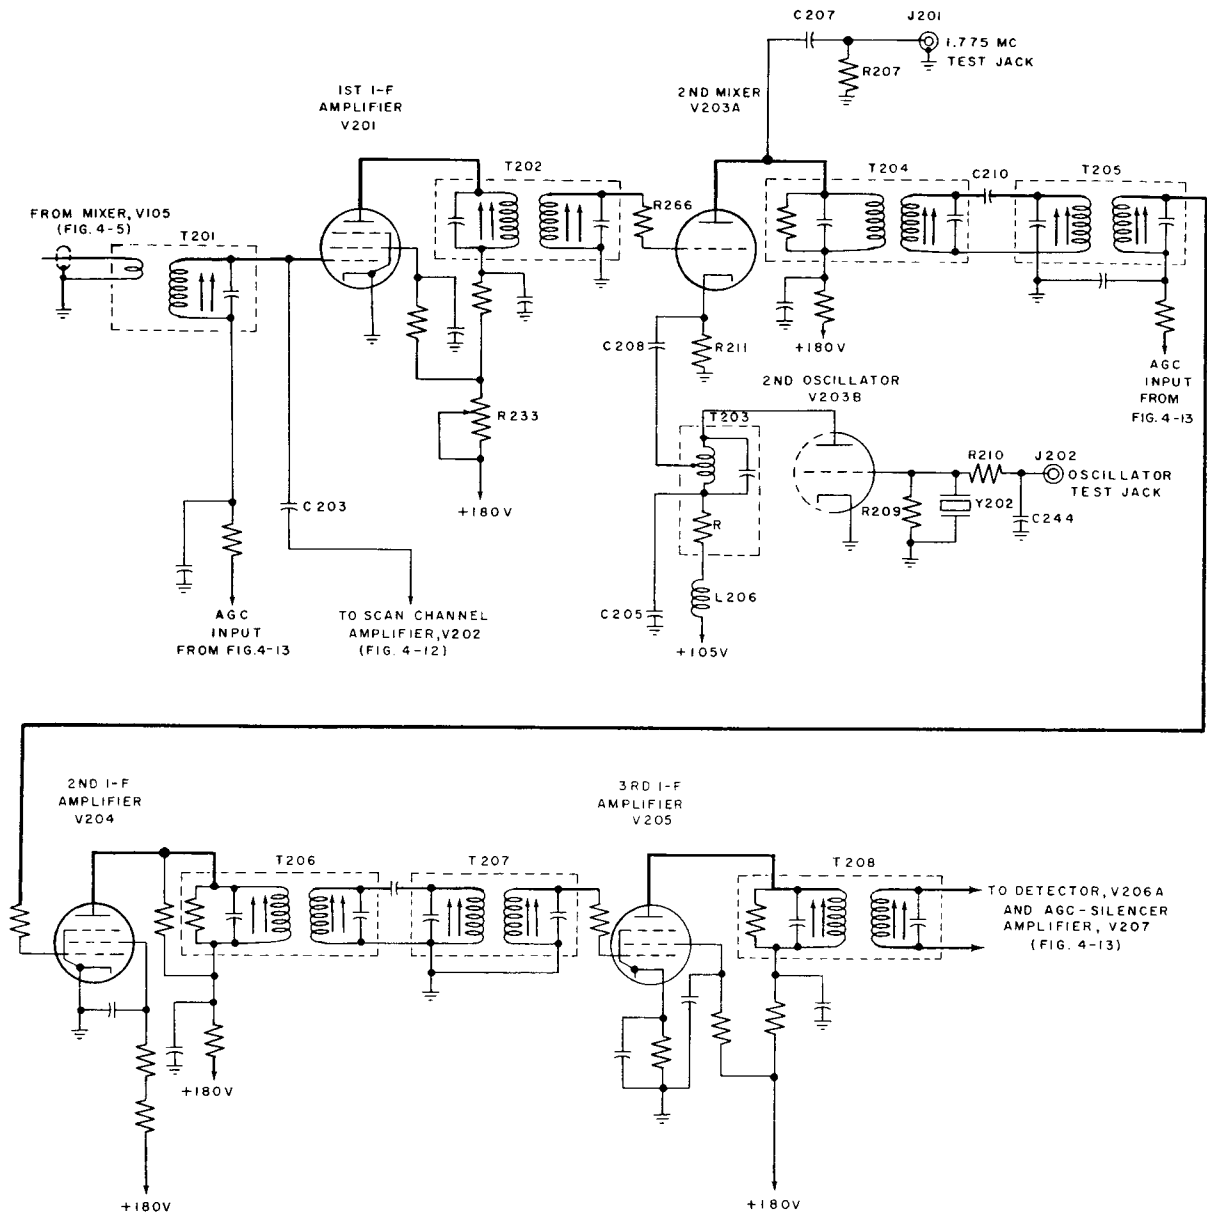 C207
J201
1.775 MC
TEST JACK
R207
1ST I-F
AMPLIFIER
V201
2ND MIXER
V203A
T202
T204
C210
T205
FROM MIXER, V105
(FIG. 4-5)
T201
R266
C208
R211
+180V
AGC
INPUT
FROM
FIG. 4-13
2ND OSCILLATOR
V203B
R233
T203
R210
J202
OSCILLATOR
TEST JACK
+180V
C203
R
R209
Y202
C244
C205
L206
+105V
AGC
INPUT
FROM FIG.4-13
TO SCAN CHANNEL
AMPLIFIER, V202
(FIG. 4-12)
2ND I-F
AMPLIFIER
V204
3RD I-F
AMPLIFIER
V205
T206
T207
T208
TO DETECTOR, V206A
AND AGC-SILENCER
AMPLIFIER, V207
(FIG. 4-13)
+180V
+180V
+180V